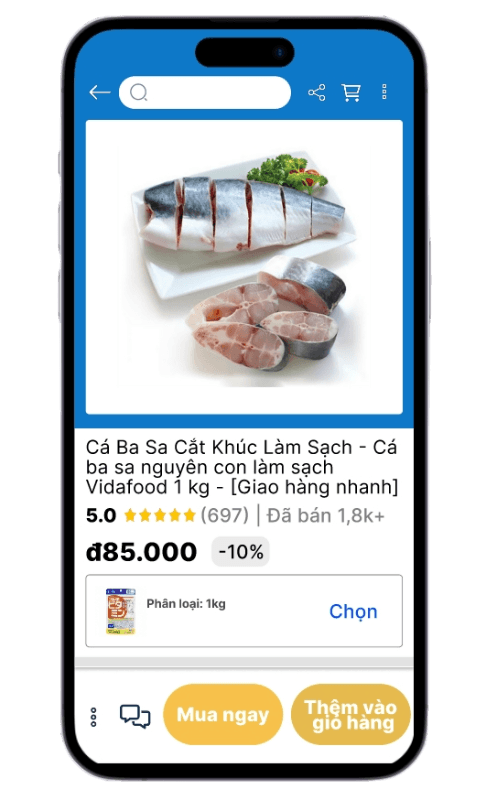 Cá Ba Sa Cắt Khúc Làm Sạch - Cá
ba sa nguyên con làm sạch
Vidafood 1 kg - [Giao hàng nhanh]
5.0 (697) | Đã bán 1,8k+
đ85.000 -10%
Phân loại: 1kg
Chọn
Mua ngay
Thêm vào
giỏ hàng